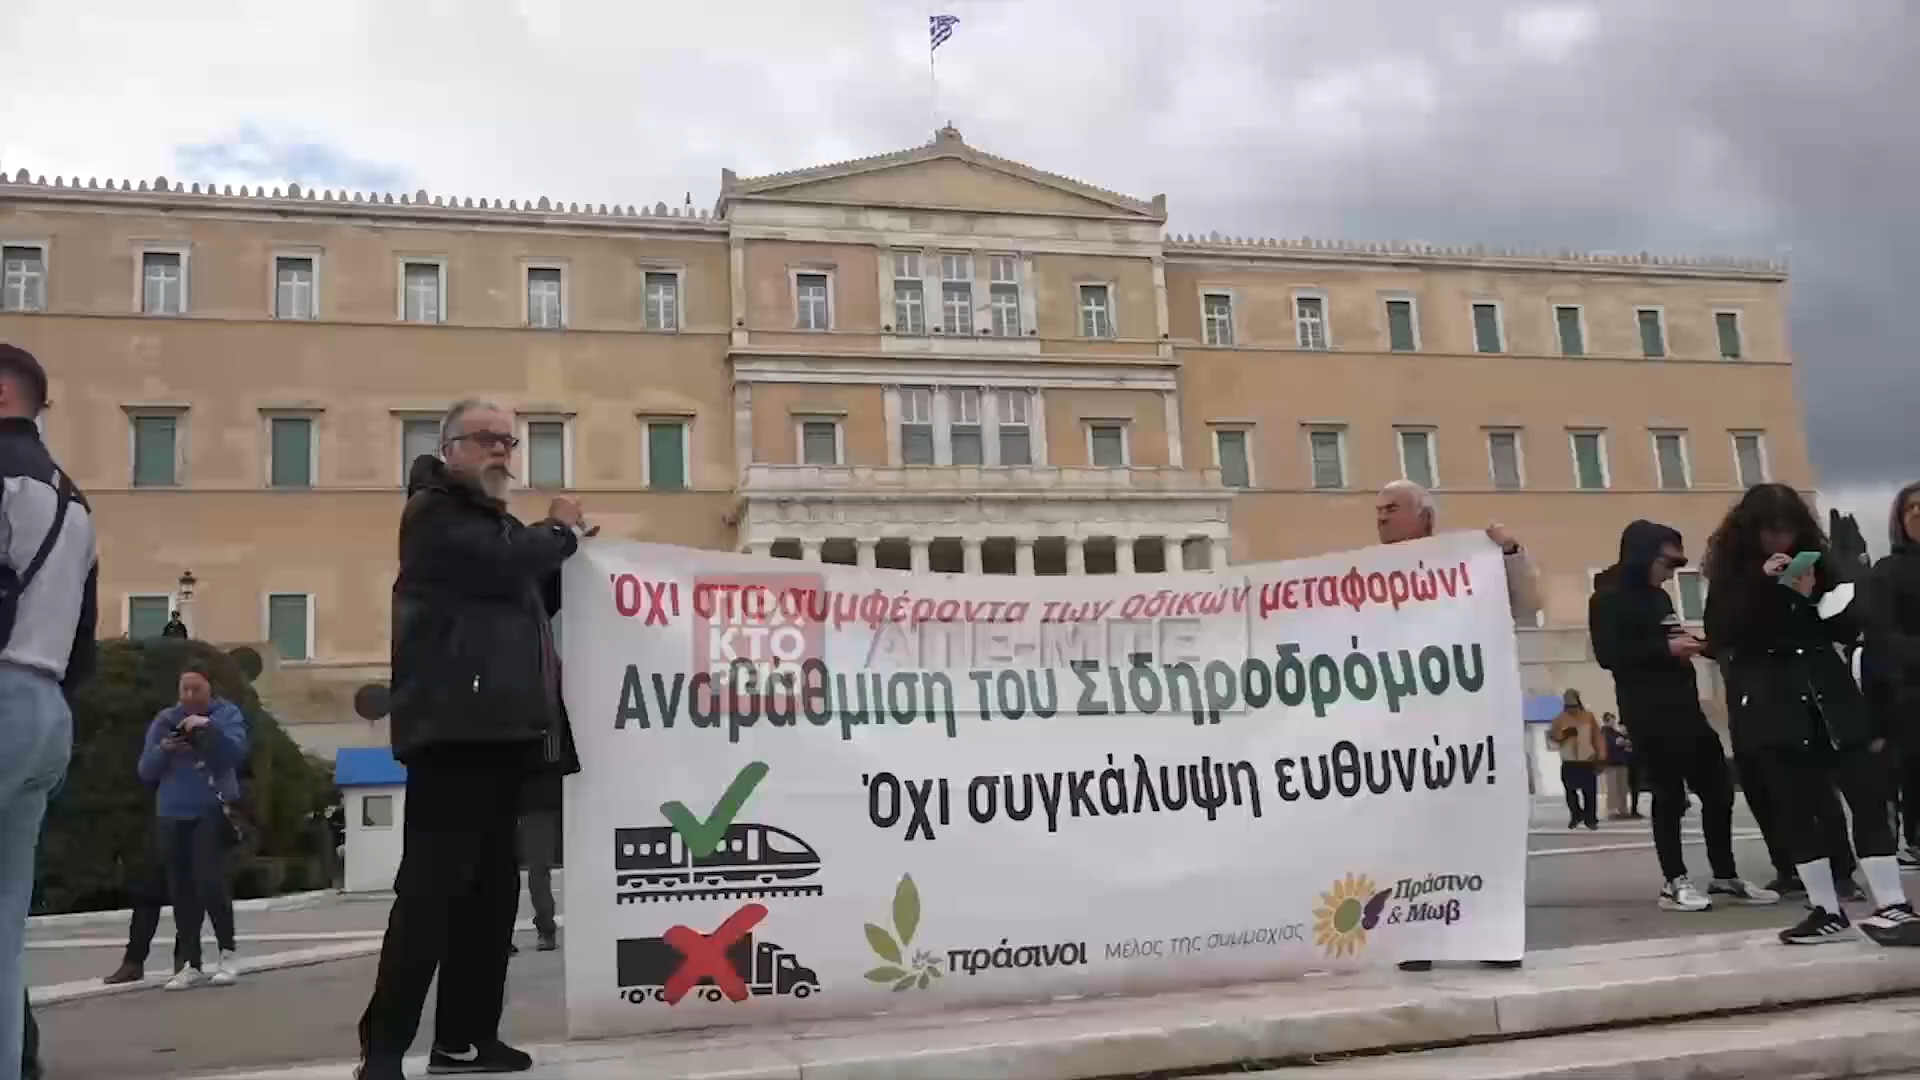 Όχι στα συμφέροντα των οδικών μεταφορών!
ΠΡΑΚΤΟΡΕΙΟ ΑΠΕ-ΜΠΕ
Αναβάθμιση του Σιδηροδρόμου
Όχι συγκάλυψη ευθυνών!
πράσινοι Μέλος της συμμαχίας
Πράσινο
& Μωβ